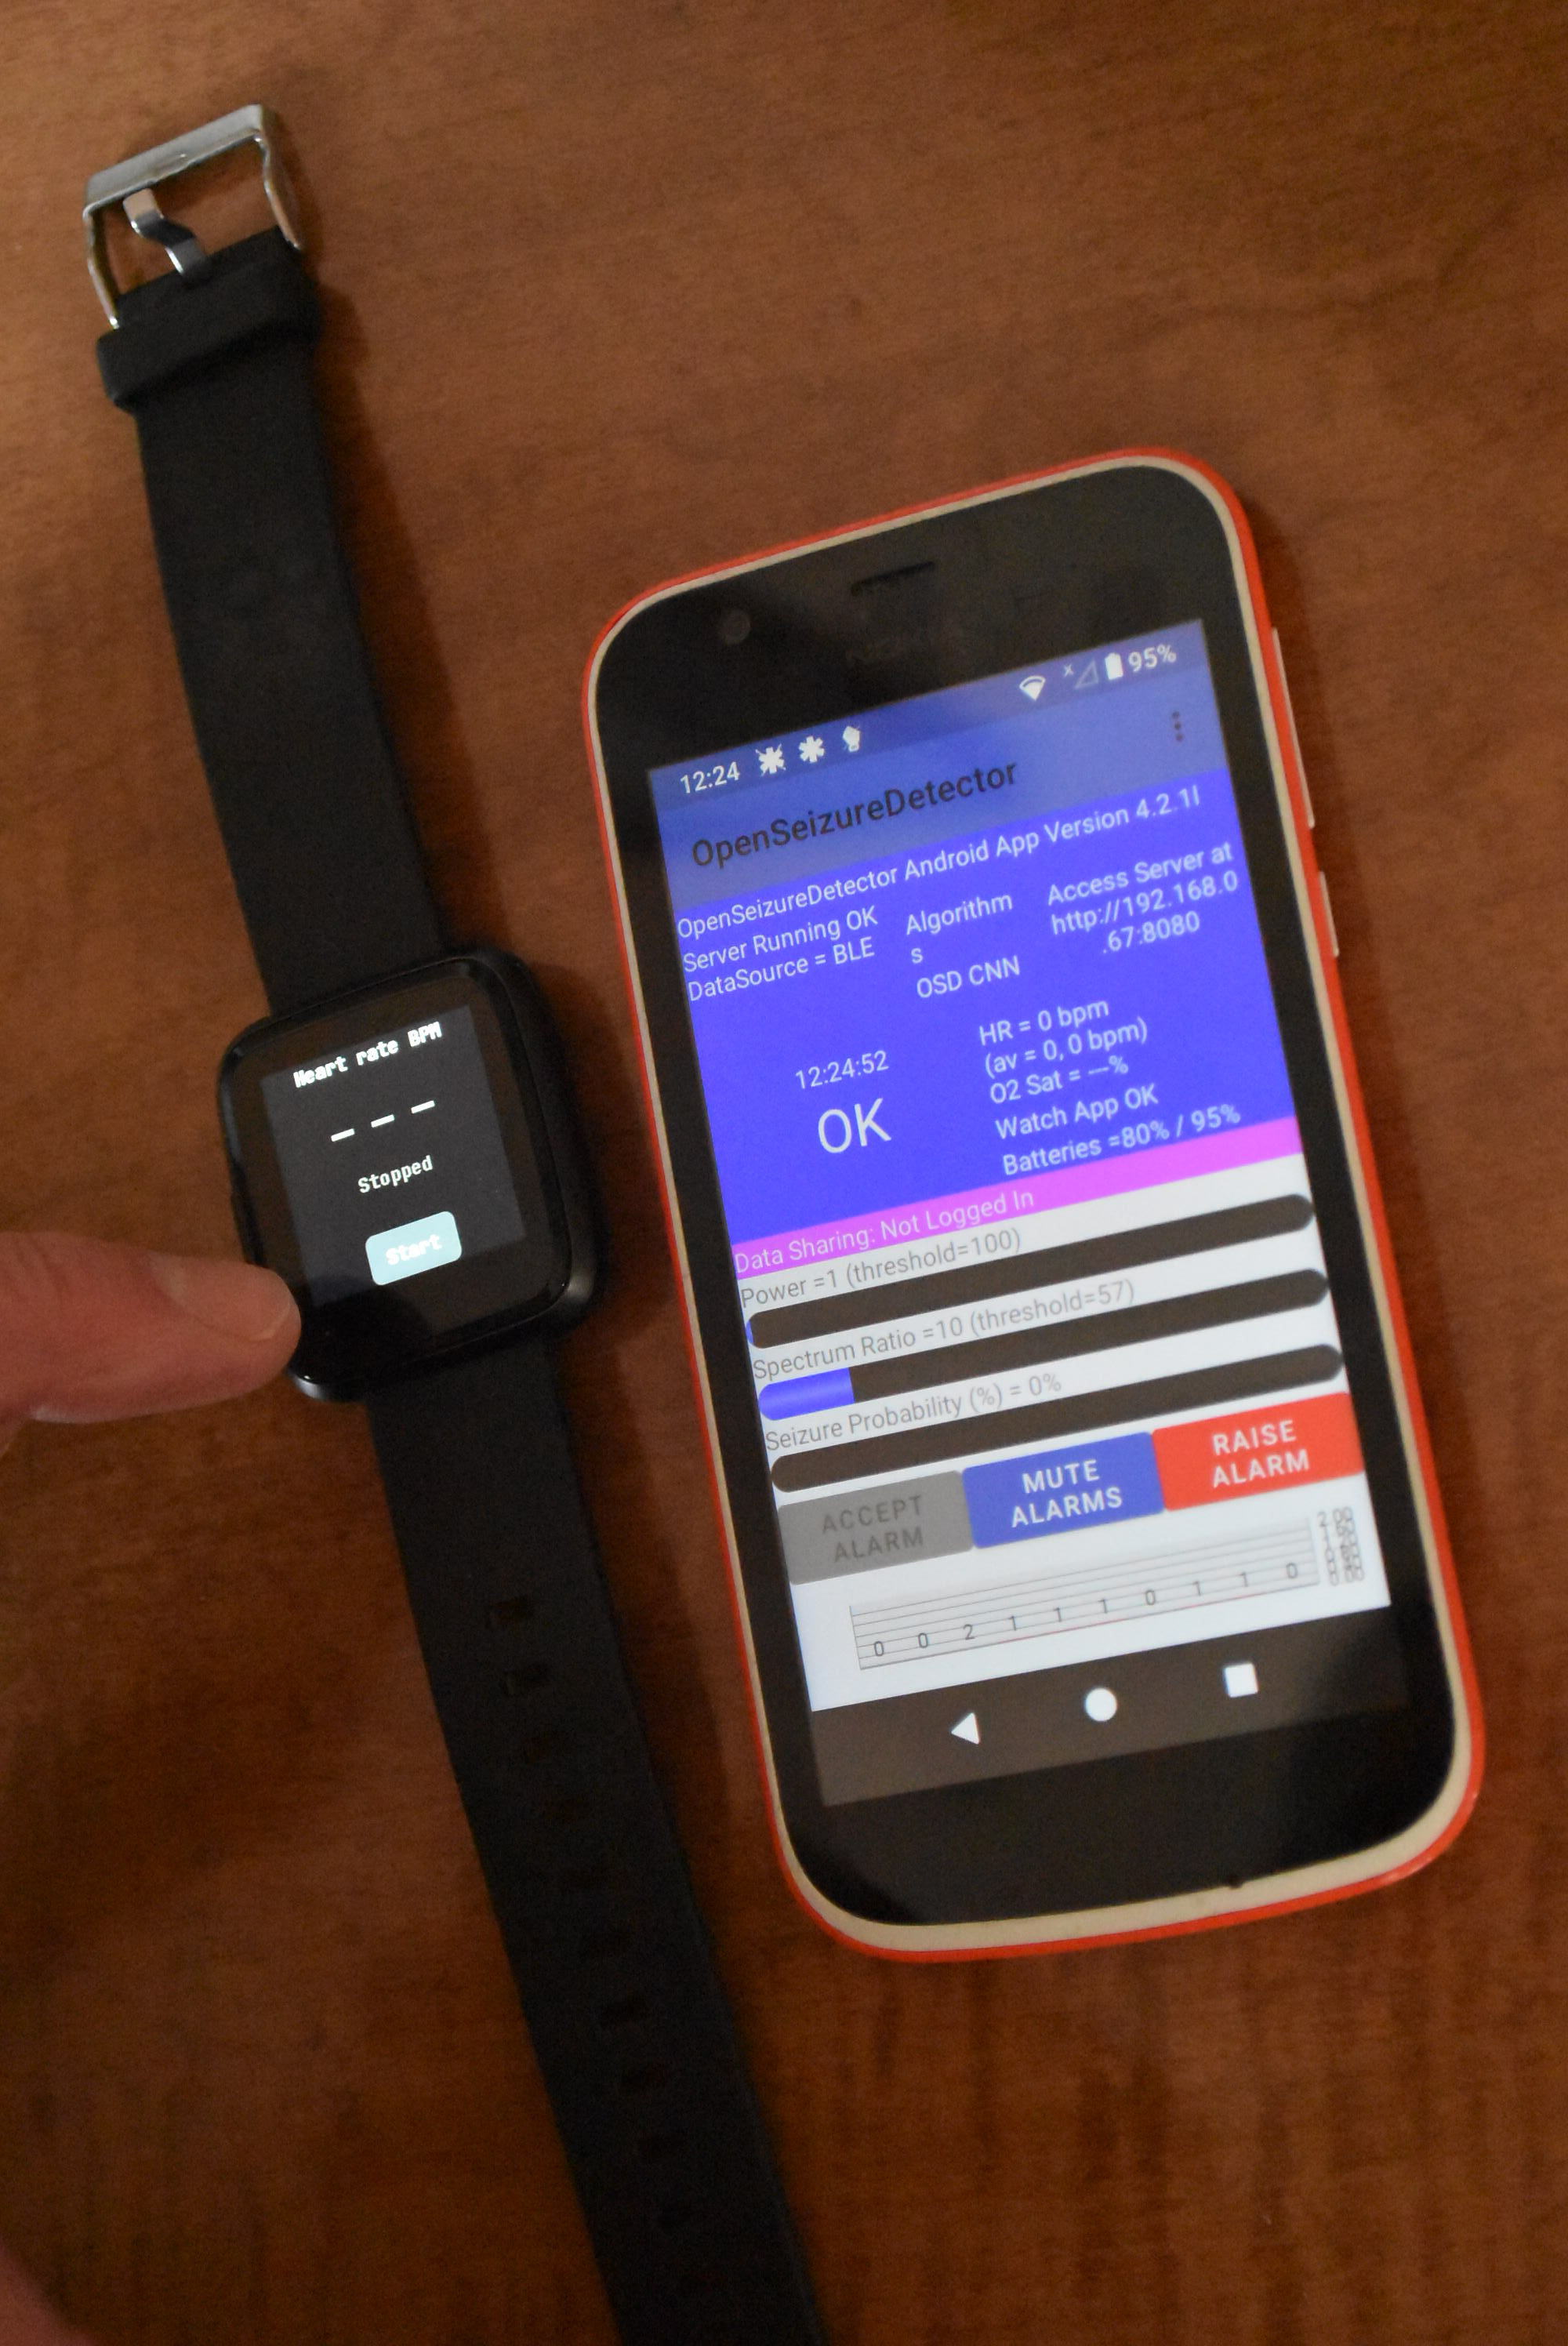 Heart rate BPM
– – –
Stopped
Start
12:24
95%
OpenSeizureDetector
OpenSeizureDetector Android App Version 4.2.1l
Server Running OK
DataSource = BLE
Algorithm
s
OSD CNN
Access Server at
http://192.168.0
.67:8080
12:24:52
OK
HR = 0 bpm
(av = 0, 0 bpm)
O2 Sat = ---%
Watch App OK
Batteries =80% / 95%
Data Sharing: Not Logged In
Power =1 (threshold=100)
Spectrum Ratio =10 (threshold=57)
Seizure Probability (%) = 0%
ACCEPT
ALARM
MUTE
ALARMS
RAISE
ALARM
2.00
0 0 2 1 1 1 0 1 1 0
0.00